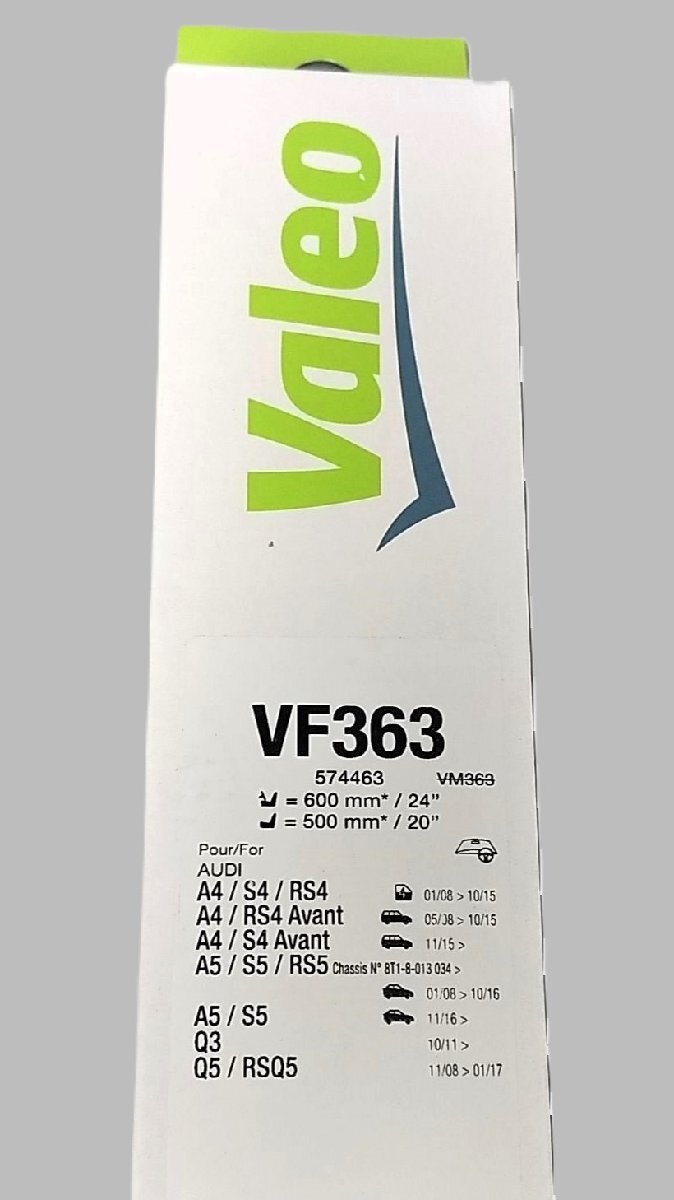 Valeo
VF363
574463 VM363
= 600 mm* / 24"
= 500 mm* / 20"
Pour/For
AUDI
A4 / S4 / RS4 01/08 > 10/15
A4 / RS4 Avant 05/08 > 10/15
A4 / S4 Avant 11/15 >
A5 / S5 / RS5 Chassis N° 8T1-8-013 034 >
01/08 > 10/16
A5 / S5 11/16 >
Q3 10/11 >
Q5 / RSQ5 11/08 > 01/17